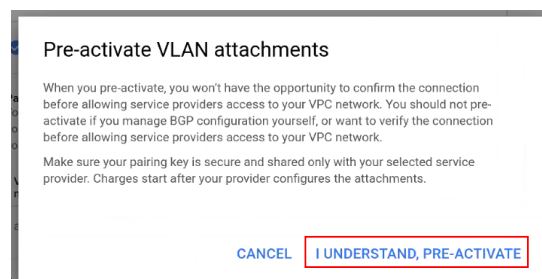 Pre-activate VLAN attachments
When you pre-activate, you won't have the opportunity to confirm the connection
before allowing service providers access to your VPC network. You should not pre-
activate if you manage BGP configuration yourself, or want to verify the connection
before allowing service providers access to your VPC network.
Make sure your pairing key is secure and shared only with your selected service
provider. Charges start after your provider configures the attachments.
CANCEL I UNDERSTAND, PRE-ACTIVATE